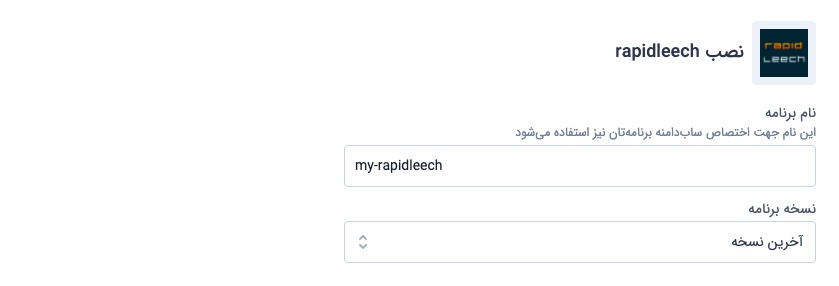 rapid
Leech
نصب rapidleech
نام برنامه
این نام جهت اختصاص ساب‌دامنه برنامه‌تان نیز استفاده می‌شود
my-rapidleech
نسخه برنامه
آخرین نسخه